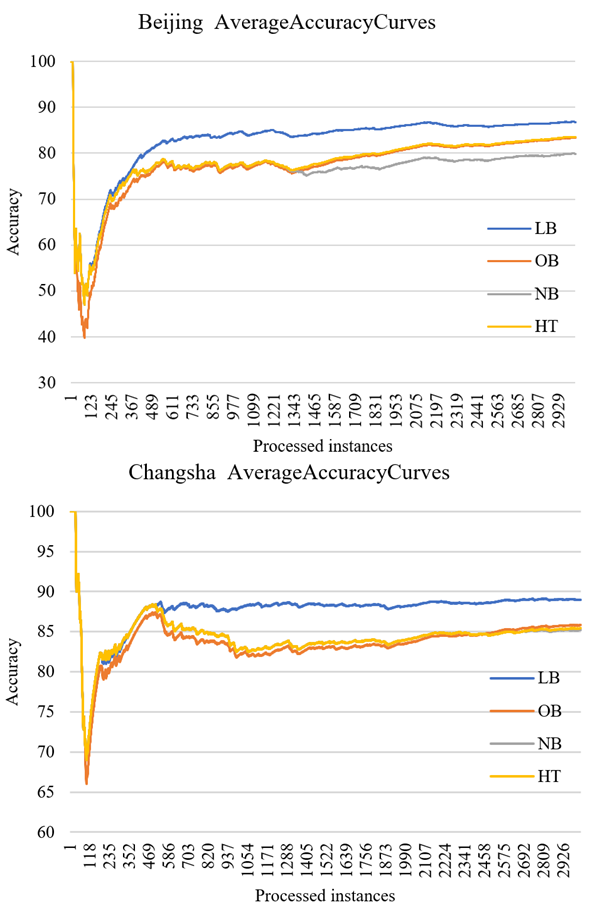 Beijing AverageAccuracyCurves
100
90
80
70
60
50
40
30
Accuracy
LB
OB
NB
HT
1 123 245 367 489 611 733 855 977 1099 1221 1343 1465 1587 1709 1831 1953 2075 2197 2319 2441 2563 2685 2807 2929
Processed instances
Changsha AverageAccuracyCurves
100
95
90
85
80
75
70
65
60
Accuracy
LB
OB
NB
HT
1 118 235 352 469 586 703 820 937 1054 1171 1288 1405 1522 1639 1756 1873 1990 2107 2224 2341 2458 2575 2692 2809 2926
Processed instances